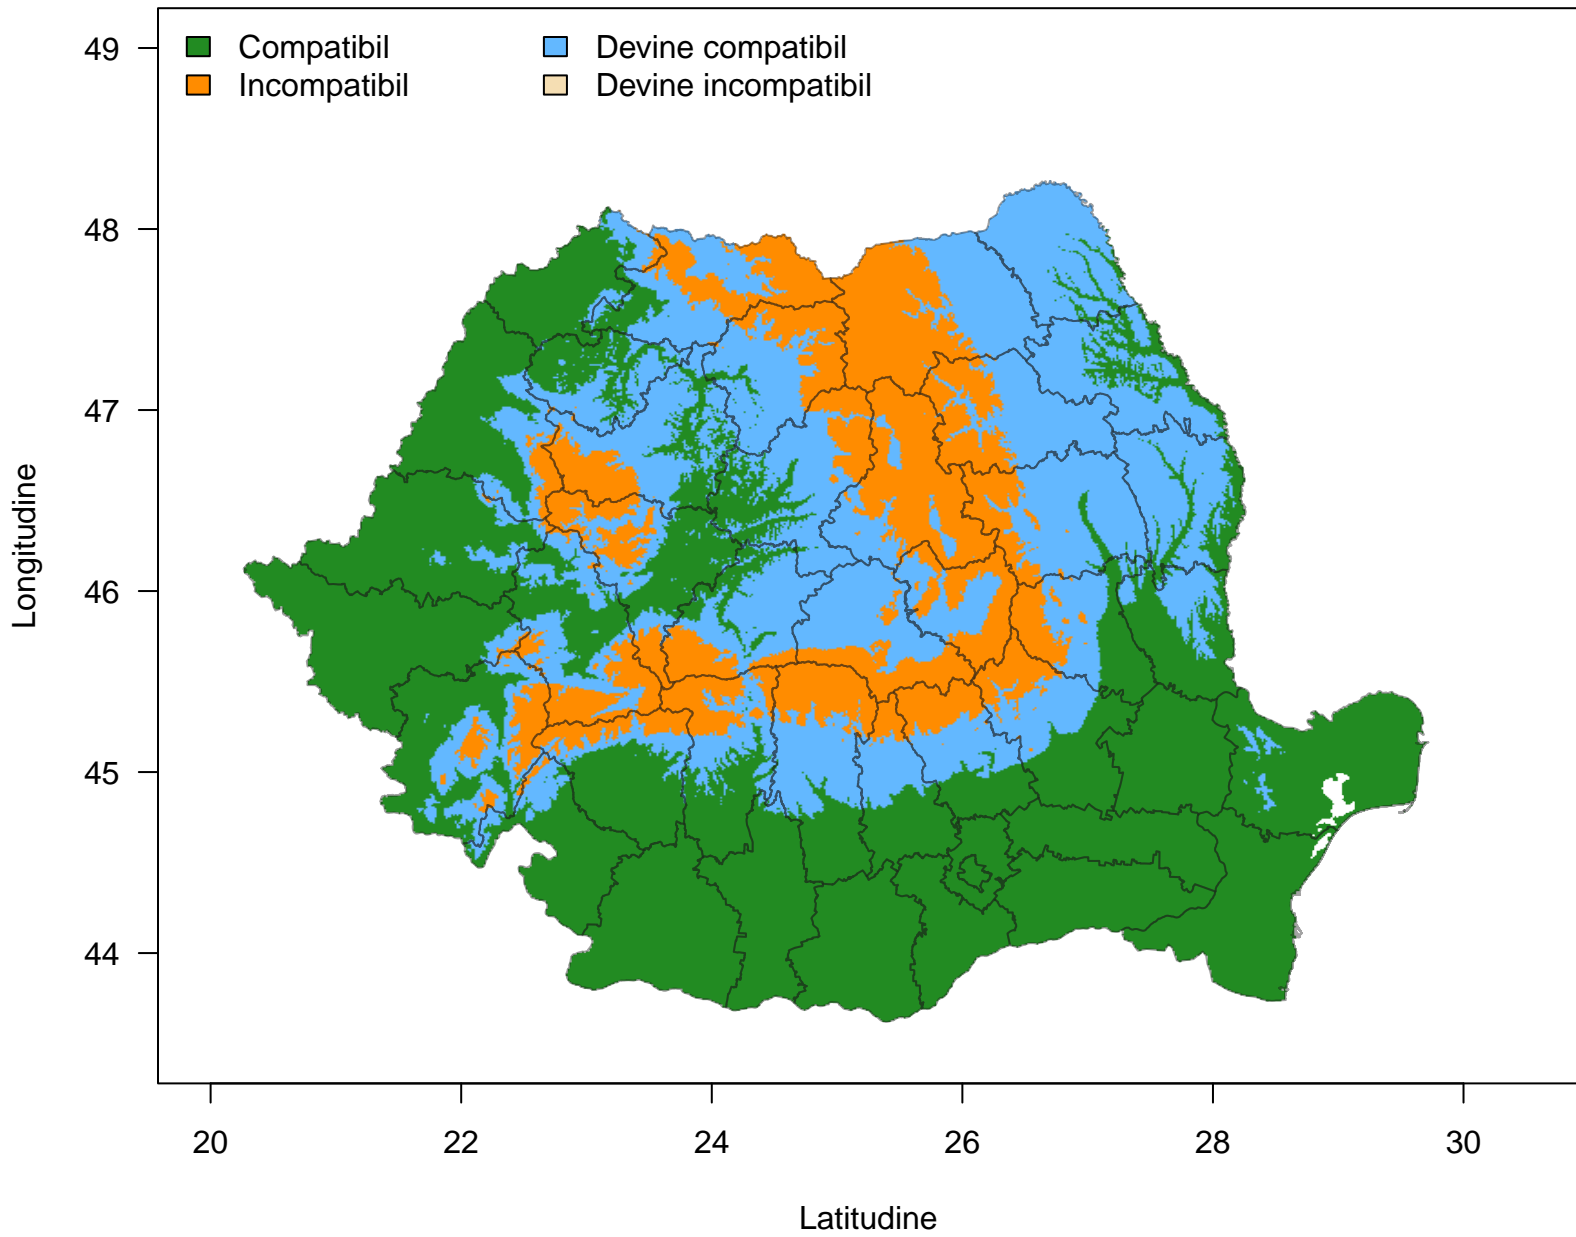 Compatibil
Incompatibil
Devine compatibil
Devine incompatibil
49
48
47
46
45
44
Longitudine
20 22 24 26 28 30
Latitudine